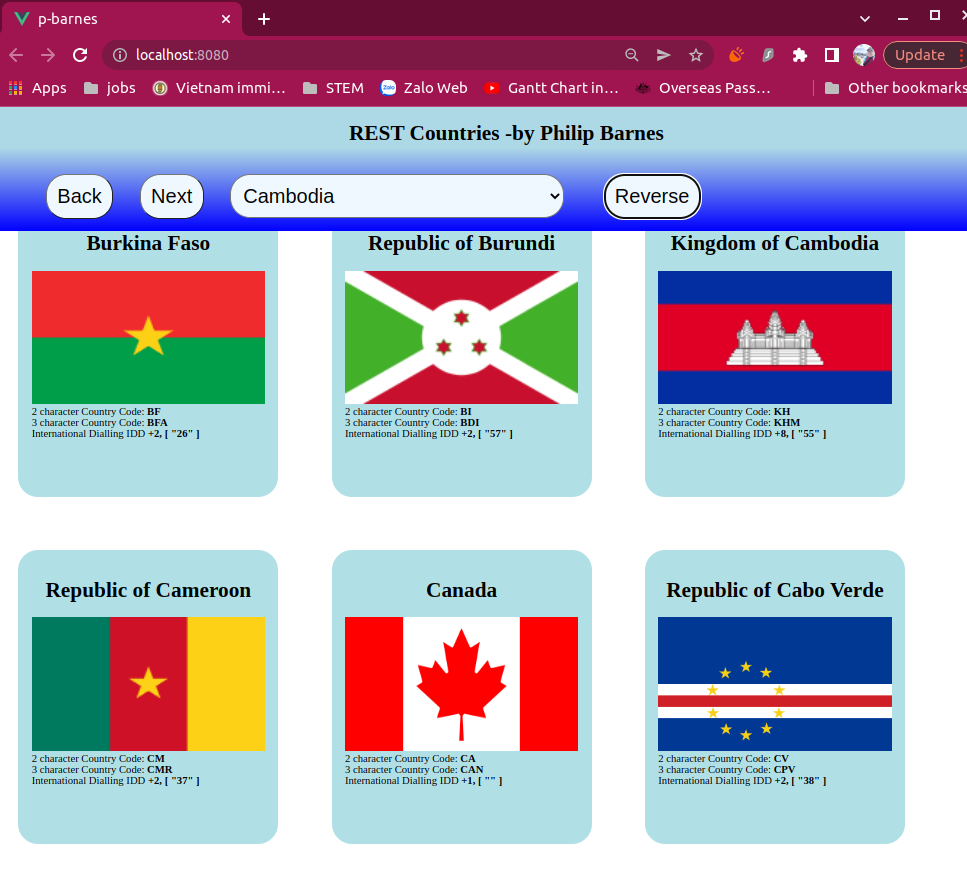 p-barnes
localhost:8080
Update
Apps
jobs
Vietnam immi…
STEM
Zalo Web
Gantt Chart in…
Overseas Pass…
Other bookmarks
REST Countries -by Philip Barnes
Back
Next
Cambodia
Reverse
Burkina Faso
Republic of Burundi
Kingdom of Cambodia
2 character Country Code: BF
3 character Country Code: BFA
International Dialling IDD +2, [ "26" ]
2 character Country Code: BI
3 character Country Code: BDI
International Dialling IDD +2, [ "57" ]
2 character Country Code: KH
3 character Country Code: KHM
International Dialling IDD +8, [ "55" ]
Republic of Cameroon
Canada
Republic of Cabo Verde
2 character Country Code: CM
3 character Country Code: CMR
International Dialling IDD +2, [ "37" ]
2 character Country Code: CA
3 character Country Code: CAN
International Dialling IDD +1, [ "" ]
2 character Country Code: CV
3 character Country Code: CPV
International Dialling IDD +2, [ "38" ]